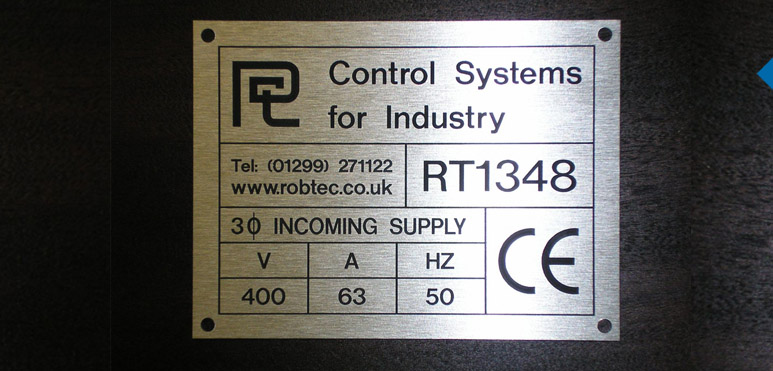 Control Systems
for Industry
Tel: (01299) 271122
www.robtec.co.uk
RT1348
3ϕ INCOMING SUPPLY
V A HZ
400 63 50
CE